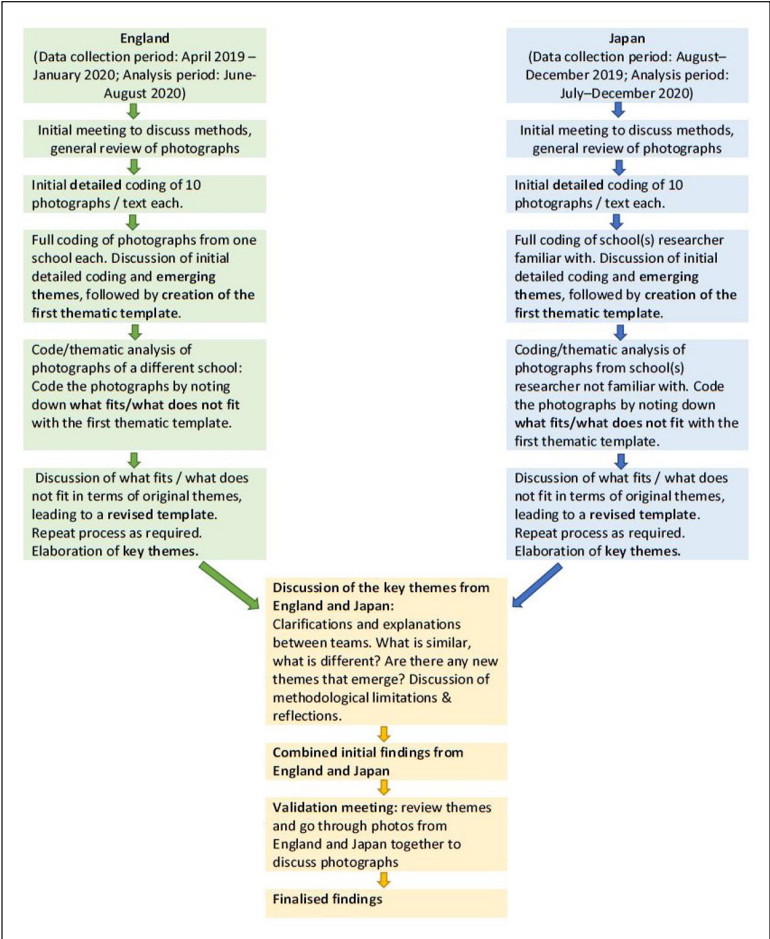 England
(Data collection period: April 2019 –
January 2020; Analysis period: June-
August 2020)
Initial meeting to discuss methods,
general review of photographs
Initial detailed coding of 10
photographs / text each.
Full coding of photographs from one
school each. Discussion of initial
detailed coding and emerging
themes, followed by creation of the
first thematic template.
Code/thematic analysis of
photographs of a different school:
Code the photographs by noting
down what fits/what does not fit
with the first thematic template.
Discussion of what fits / what does
not fit in terms of original themes,
leading to a revised template.
Repeat process as required.
Elaboration of key themes.
Japan
(Data collection period: August–
December 2019; Analysis period:
July–December 2020)
Initial meeting to discuss methods,
general review of photographs
Initial detailed coding of 10
photographs / text each.
Full coding of school(s) researcher
familiar with. Discussion of initial
detailed coding and emerging
themes, followed by creation of the
first thematic template.
Coding/thematic analysis of
photographs from school(s)
researcher not familiar with. Code
the photographs by noting down
what fits/what does not fit with the
first thematic template.
Discussion of what fits / what does
not fit in terms of original themes,
leading to a revised template.
Repeat process as required.
Elaboration of key themes.
Discussion of the key themes from
England and Japan:
Clarifications and explanations
between teams. What is similar,
what is different? Are there any new
themes that emerge? Discussion of
methodological limitations &
reflections.
Combined initial findings from
England and Japan
Validation meeting: review themes
and go through photos from
England and Japan together to
discuss photographs
Finalised findings